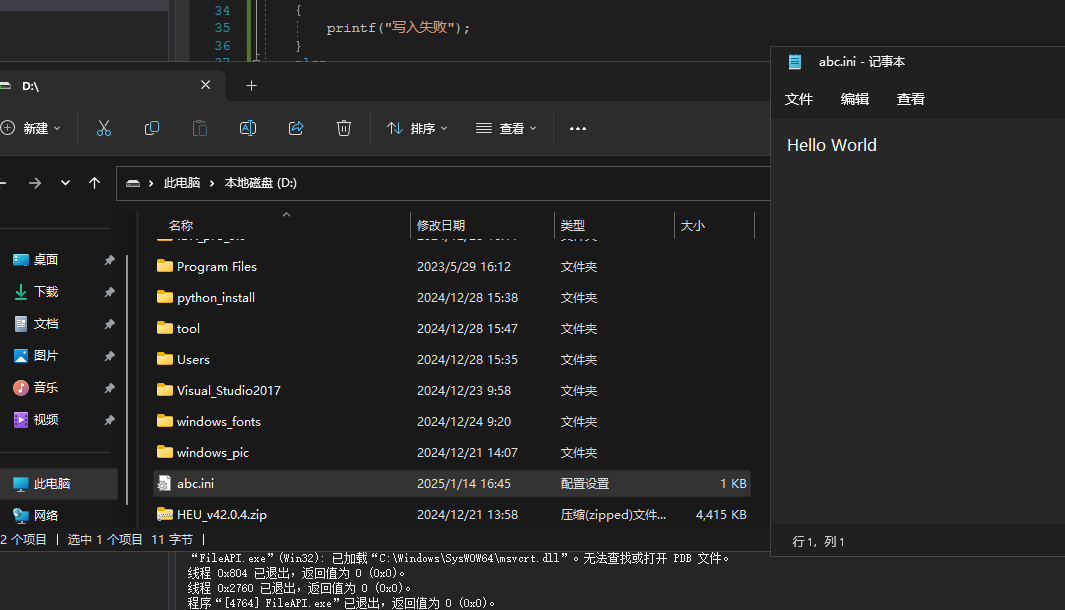 34 {
35 printf("写入失败");
36 }
37
D:\
新建
排序
查看
此电脑 本地磁盘 (D:)
名称 修改日期 类型 大小
Program Files 2023/5/29 16:12 文件夹
python_install 2024/12/28 15:38 文件夹
tool 2024/12/28 15:47 文件夹
Users 2024/12/28 15:35 文件夹
Visual_Studio2017 2024/12/23 9:58 文件夹
windows_fonts 2024/12/24 9:20 文件夹
windows_pic 2024/12/21 14:07 文件夹
abc.ini 2025/1/14 16:45 配置设置 1 KB
HEU_v42.0.4.zip 2024/12/21 13:58 压缩(zipped)文件... 4,415 KB
桌面
下载
文档
图片
音乐
视频
此电脑
网络
2 个项目 选中 1 个项目 11 字节
abc.ini - 记事本
文件 编辑 查看
Hello World
行 1, 列 1
“FileAPI.exe”(Win32): 已加载“C:\Windows\SysWOW64\msvcrt.dll”。无法查找或打开 PDB 文件。
线程 0x804 已退出，返回值为 0 (0x0)。
线程 0x2760 已退出，返回值为 0 (0x0)。
程序“[4764] FileAPI.exe”已退出，返回值为 0 (0x0)。